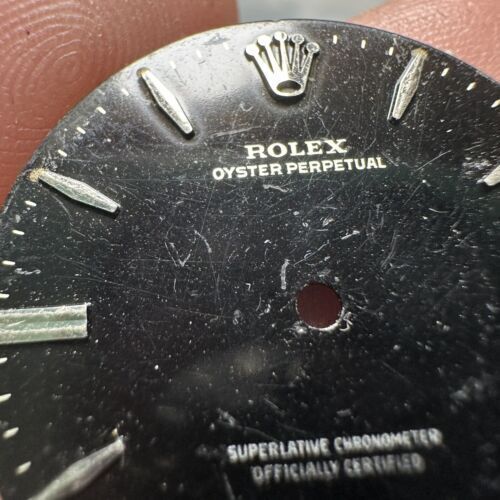 ROLEX
OYSTER PERPETUAL
SUPERLATIVE CHRONOMETER
OFFICIALLY CERTIFIED